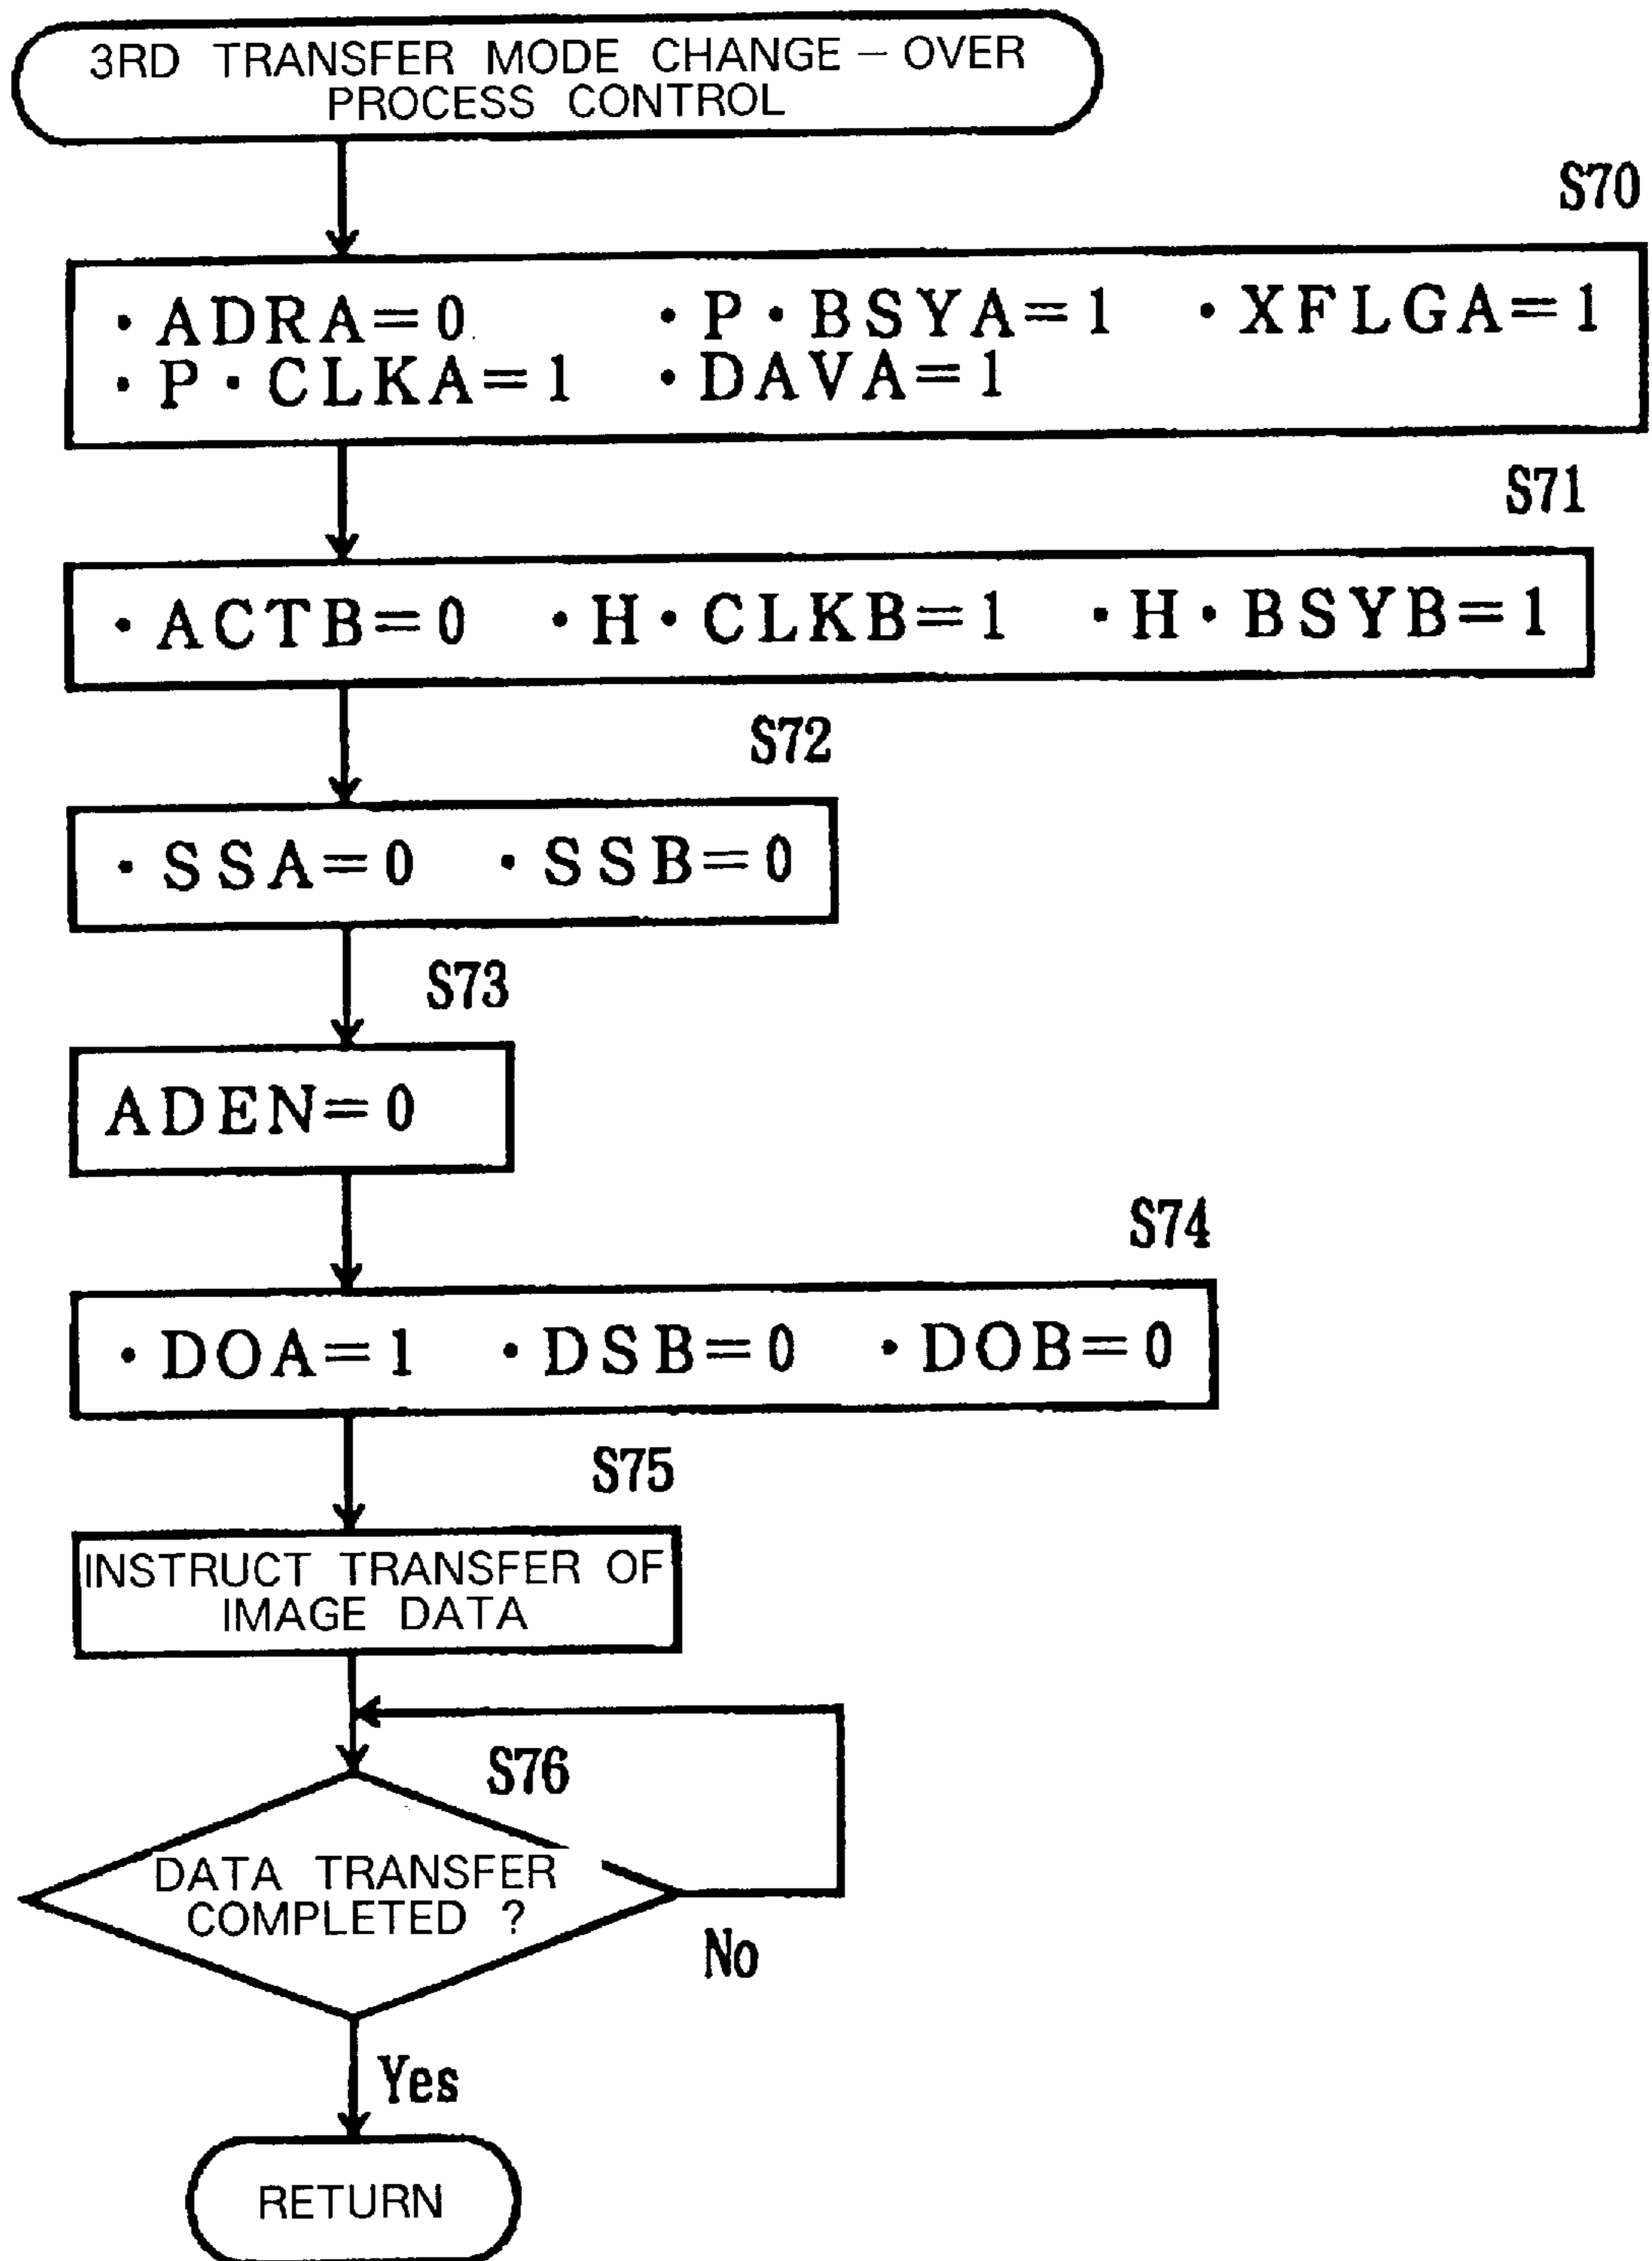 3RD TRANSFER MODE CHANGE — OVER
PROCESS CONTROL
S70
・ADRA=0 ・P・BSYA=1 ・XFLGA=1
・P・CLKA=1 ・DAVA=1
S71
・ACTB=0 ・H・CLKB=1 ・H・BSYB=1
S72
・SSA=0 ・SSB=0
S73
ADEN=0
S74
・DOA=1 ・DSB=0 ・DOB=0
S75
INSTRUCT TRANSFER OF
IMAGE DATA
S76
DATA TRANSFER
COMPLETED ?
No
Yes
RETURN